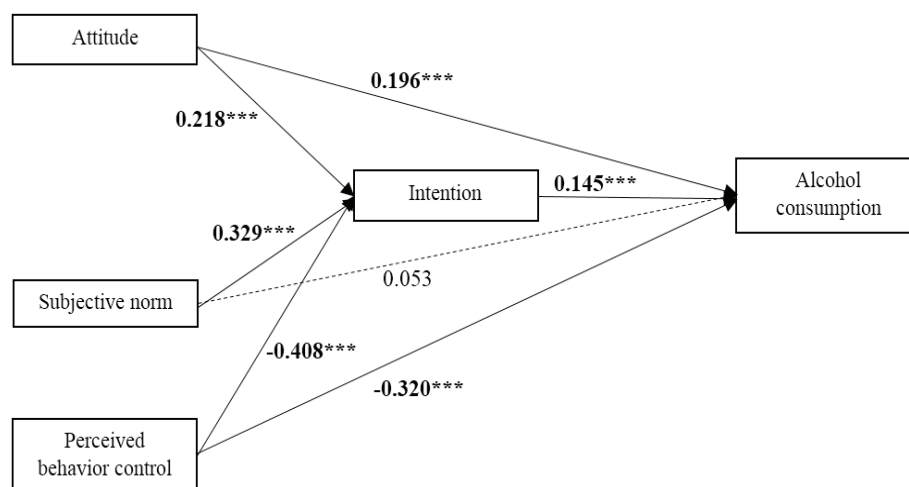 Attitude
0.196***
0.218***
Intention
0.145***
Alcohol
consumption
0.329***
0.053
Subjective norm
-0.408***
-0.320***
Perceived
behavior control